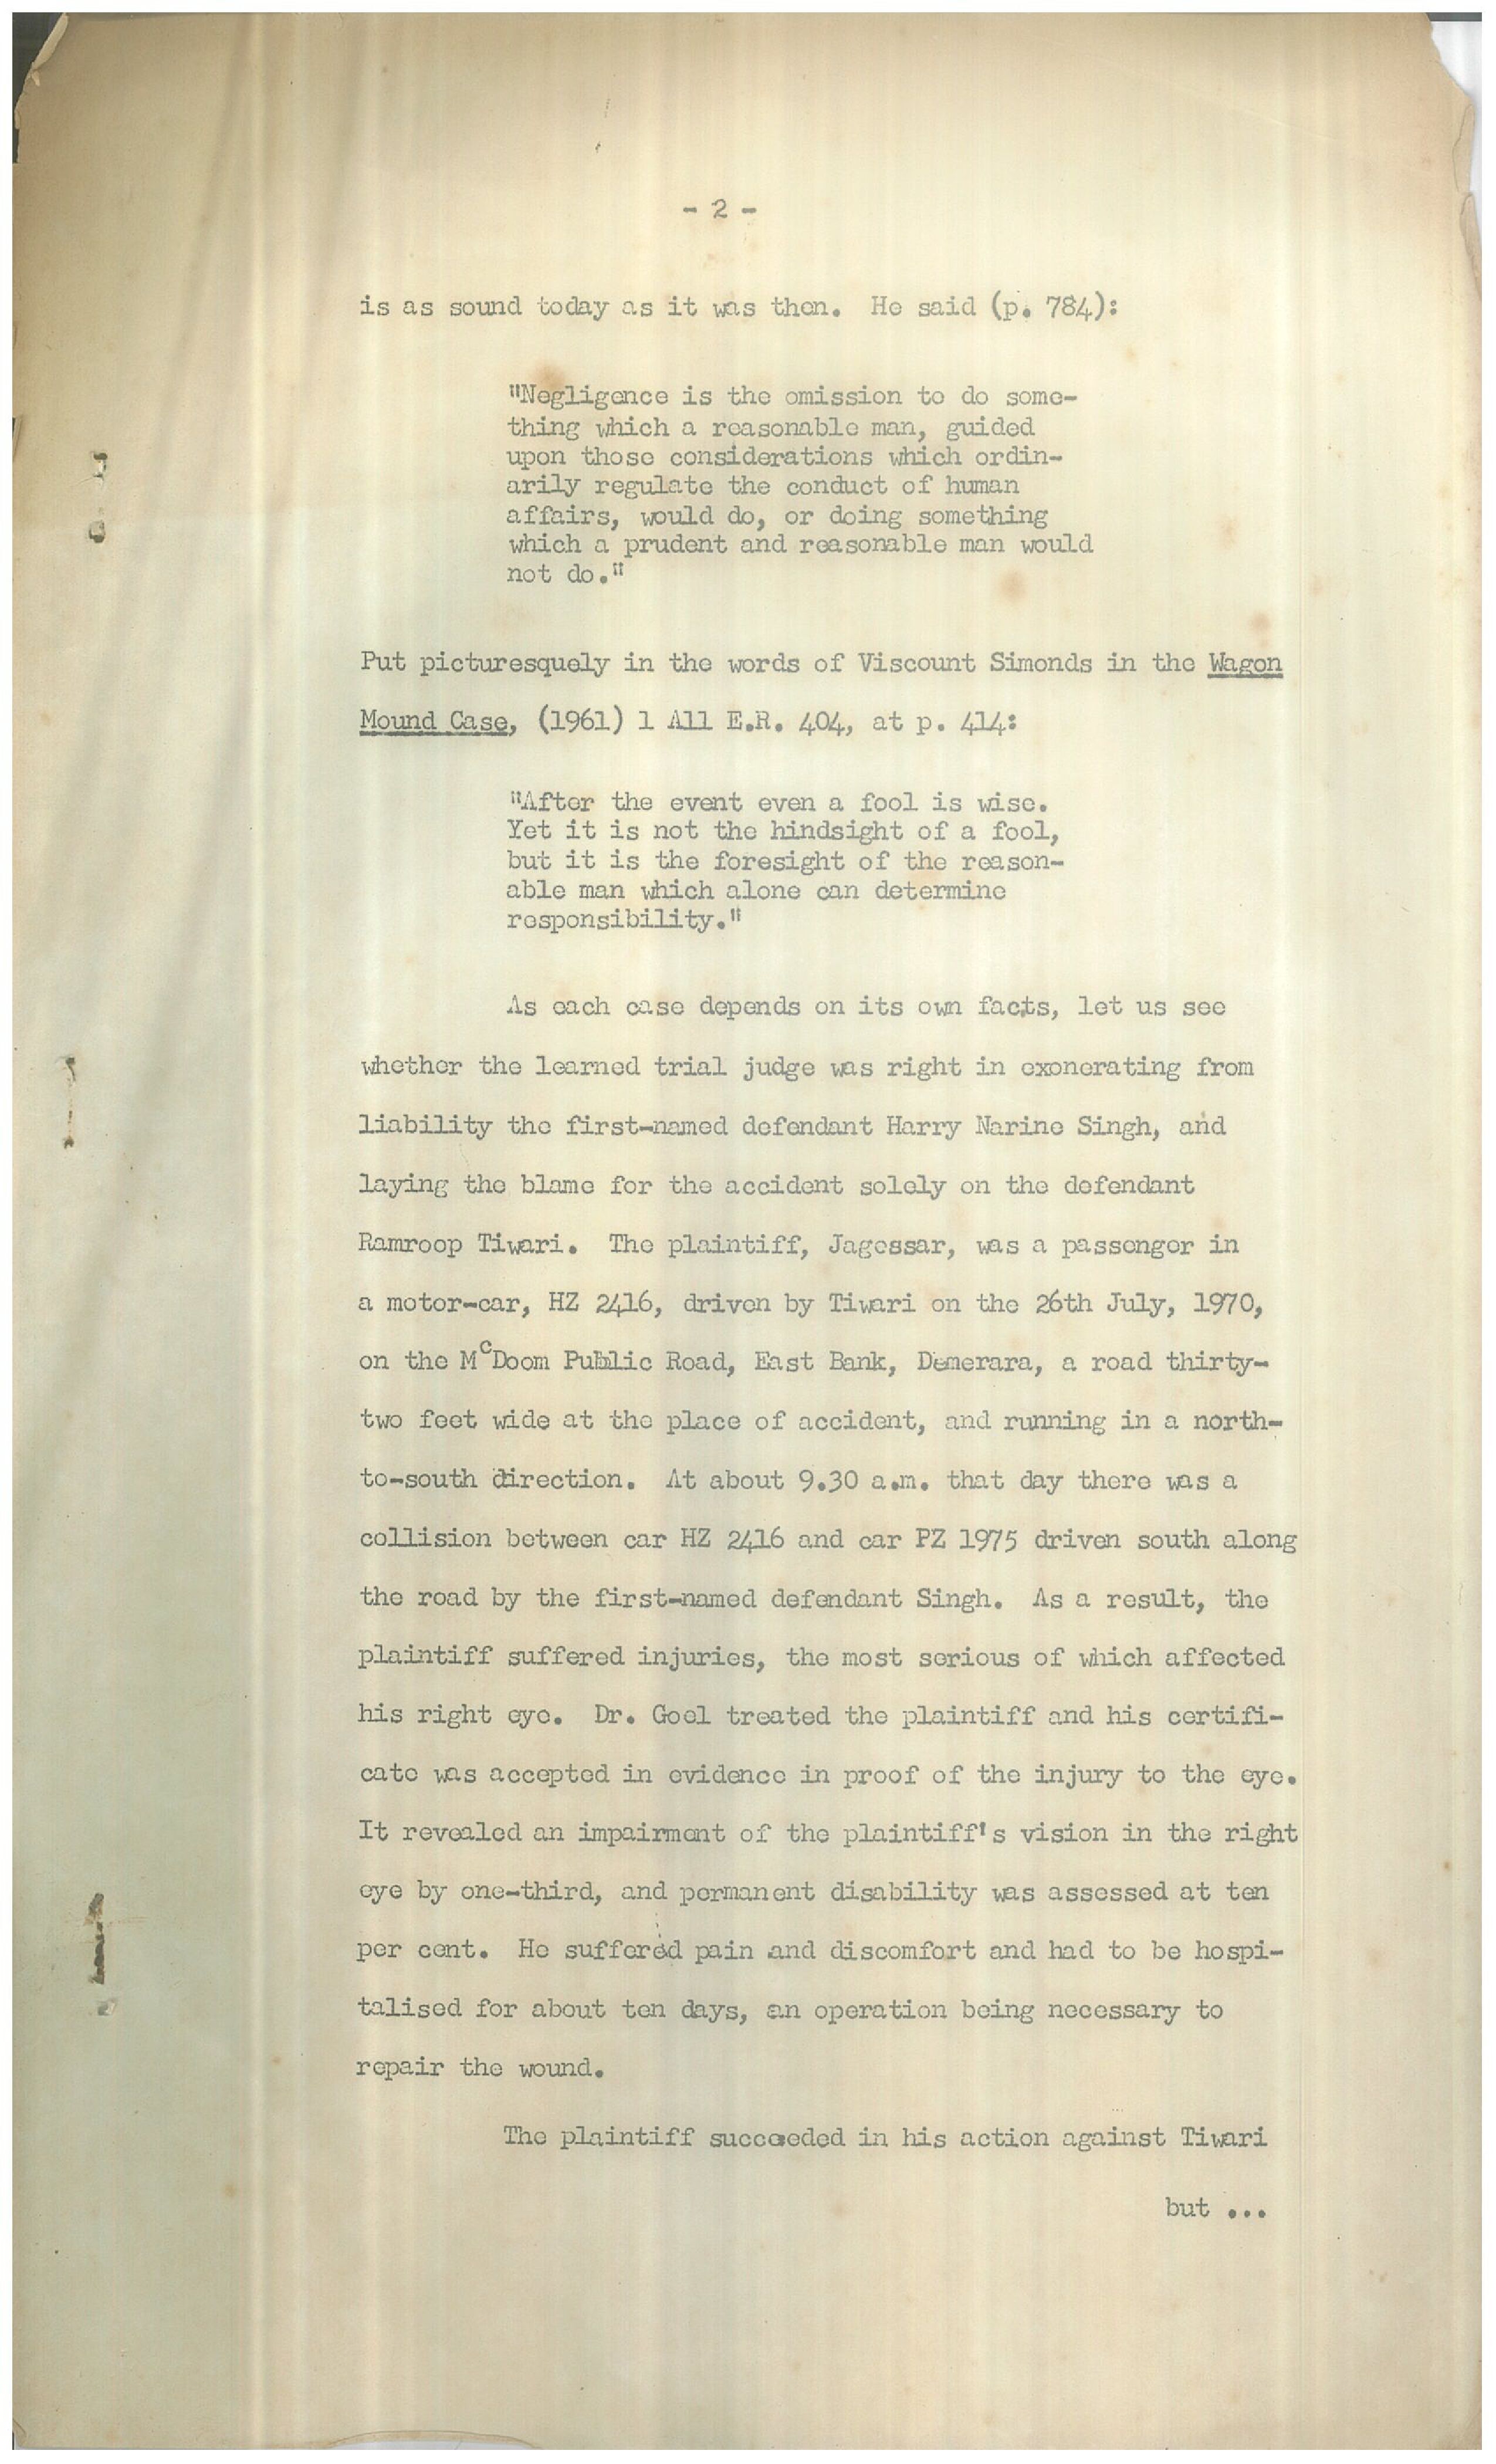 - 2 -
is as sound today as it was then. He said (p. 784):
"Negligence is the omission to do some-
thing which a reasonable man, guided
upon those considerations which ordin-
arily regulate the conduct of human
affairs, would do, or doing something
which a prudent and reasonable man would
not do."
Put picturesquely in the words of Viscount Simonds in the Wagon
Mound Case, (1961) 1 All E.R. 404, at p. 414:
"After the event even a fool is wise.
Yet it is not the hindsight of a fool,
but it is the foresight of the reason-
able man which alone can determine
responsibility."
As each case depends on its own facts, let us see
whether the learned trial judge was right in exonerating from
liability the first-named defendant Harry Narine Singh, and
laying the blame for the accident solely on the defendant
Ramroop Tiwari. The plaintiff, Jagessar, was a passenger in
a motor-car, HZ 2416, driven by Tiwari on the 26th July, 1970,
on the McDoom Public Road, East Bank, Demerara, a road thirty-
two feet wide at the place of accident, and running in a north-
to-south direction. At about 9.30 a.m. that day there was a
collision between car HZ 2416 and car PZ 1975 driven south along
the road by the first-named defendant Singh. As a result, the
plaintiff suffered injuries, the most serious of which affected
his right eye. Dr. Goel treated the plaintiff and his certifi-
cate was accepted in evidence in proof of the injury to the eye.
It revealed an impairment of the plaintiff's vision in the right
eye by one-third, and permanent disability was assessed at ten
per cent. He suffered pain and discomfort and had to be hospi-
talised for about ten days, an operation being necessary to
repair the wound.
The plaintiff succeeded in his action against Tiwari
but ...